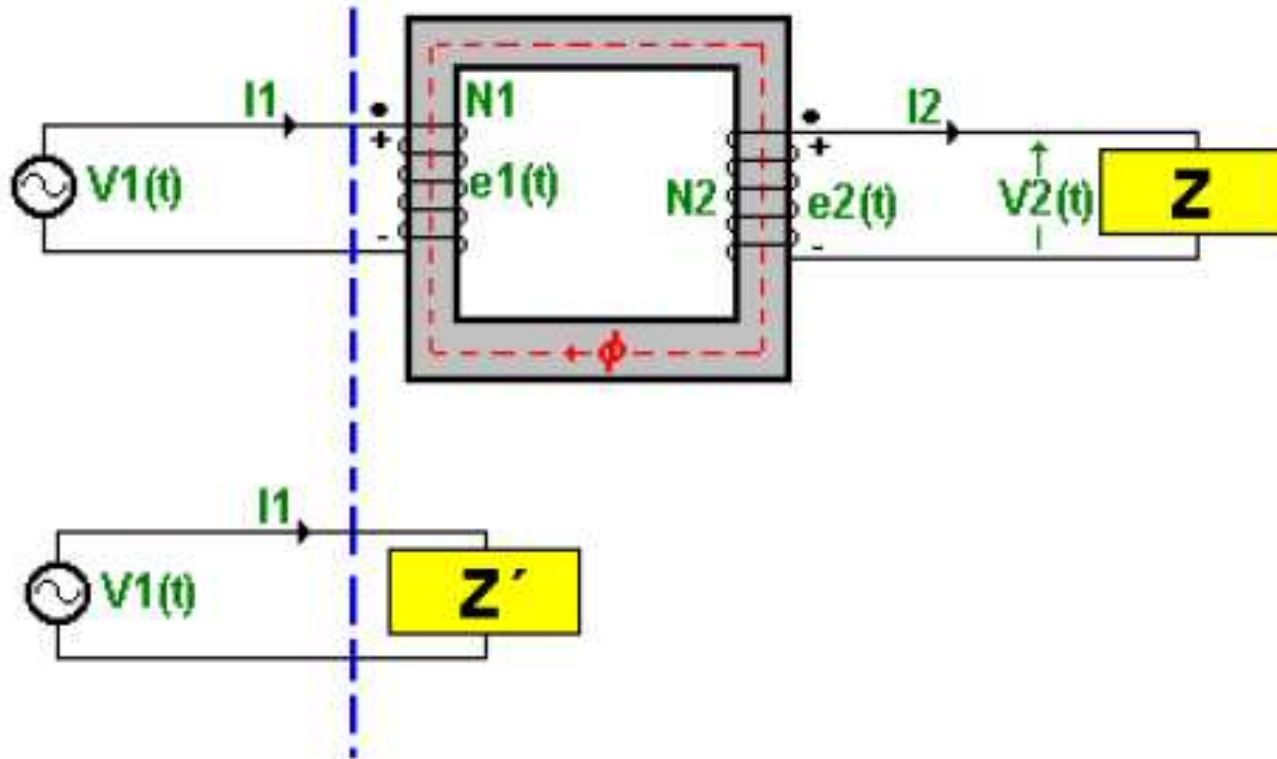 I1
N1
I2
+
+
V1(t)
e1(t)
N2
e2(t)
V2(t)
Z
-
-
ϕ
I1
V1(t)
Z´